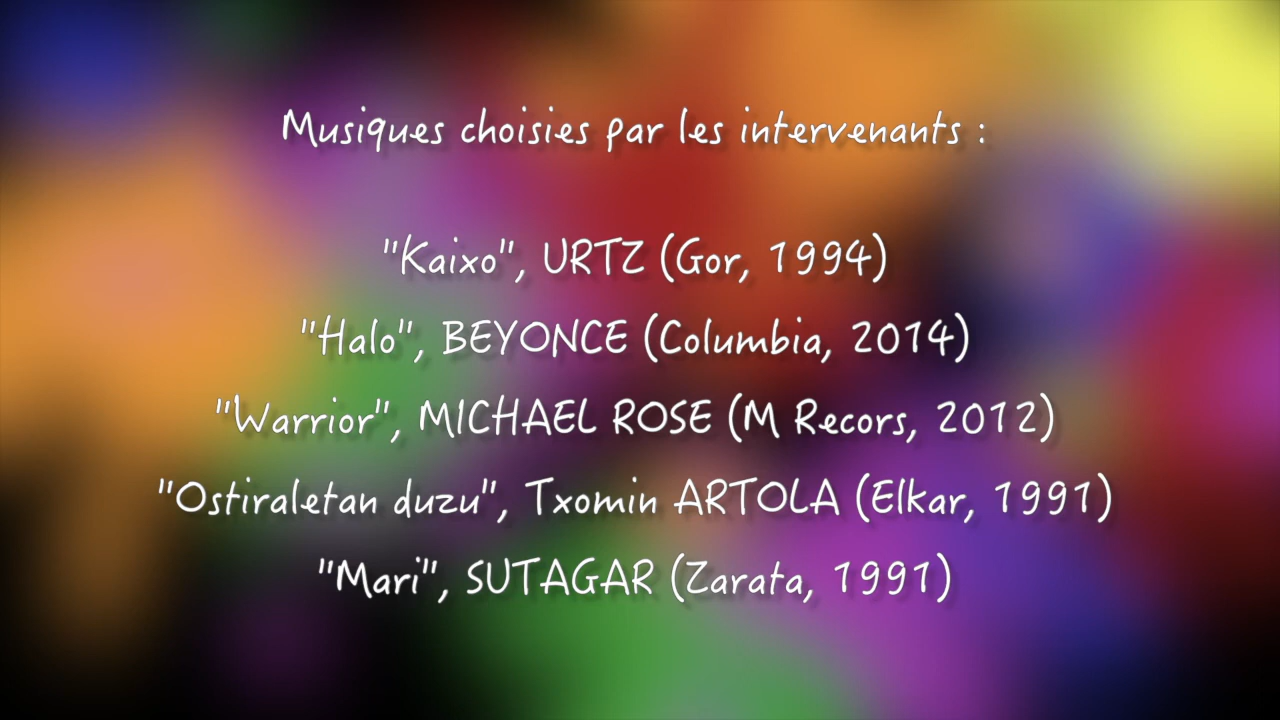 Musiques choisies par les intervenants :
"Kaixo", URTZ (Gor, 1994)
"Halo", BEYONCE (Columbia, 2014)
"Warrior", MICHAEL ROSE (M Recors, 2012)
"Ostiraletan duzu", Txomin ARTOLA (Elkar, 1991)
"Mari", SUTAGAR (Zarata, 1991)